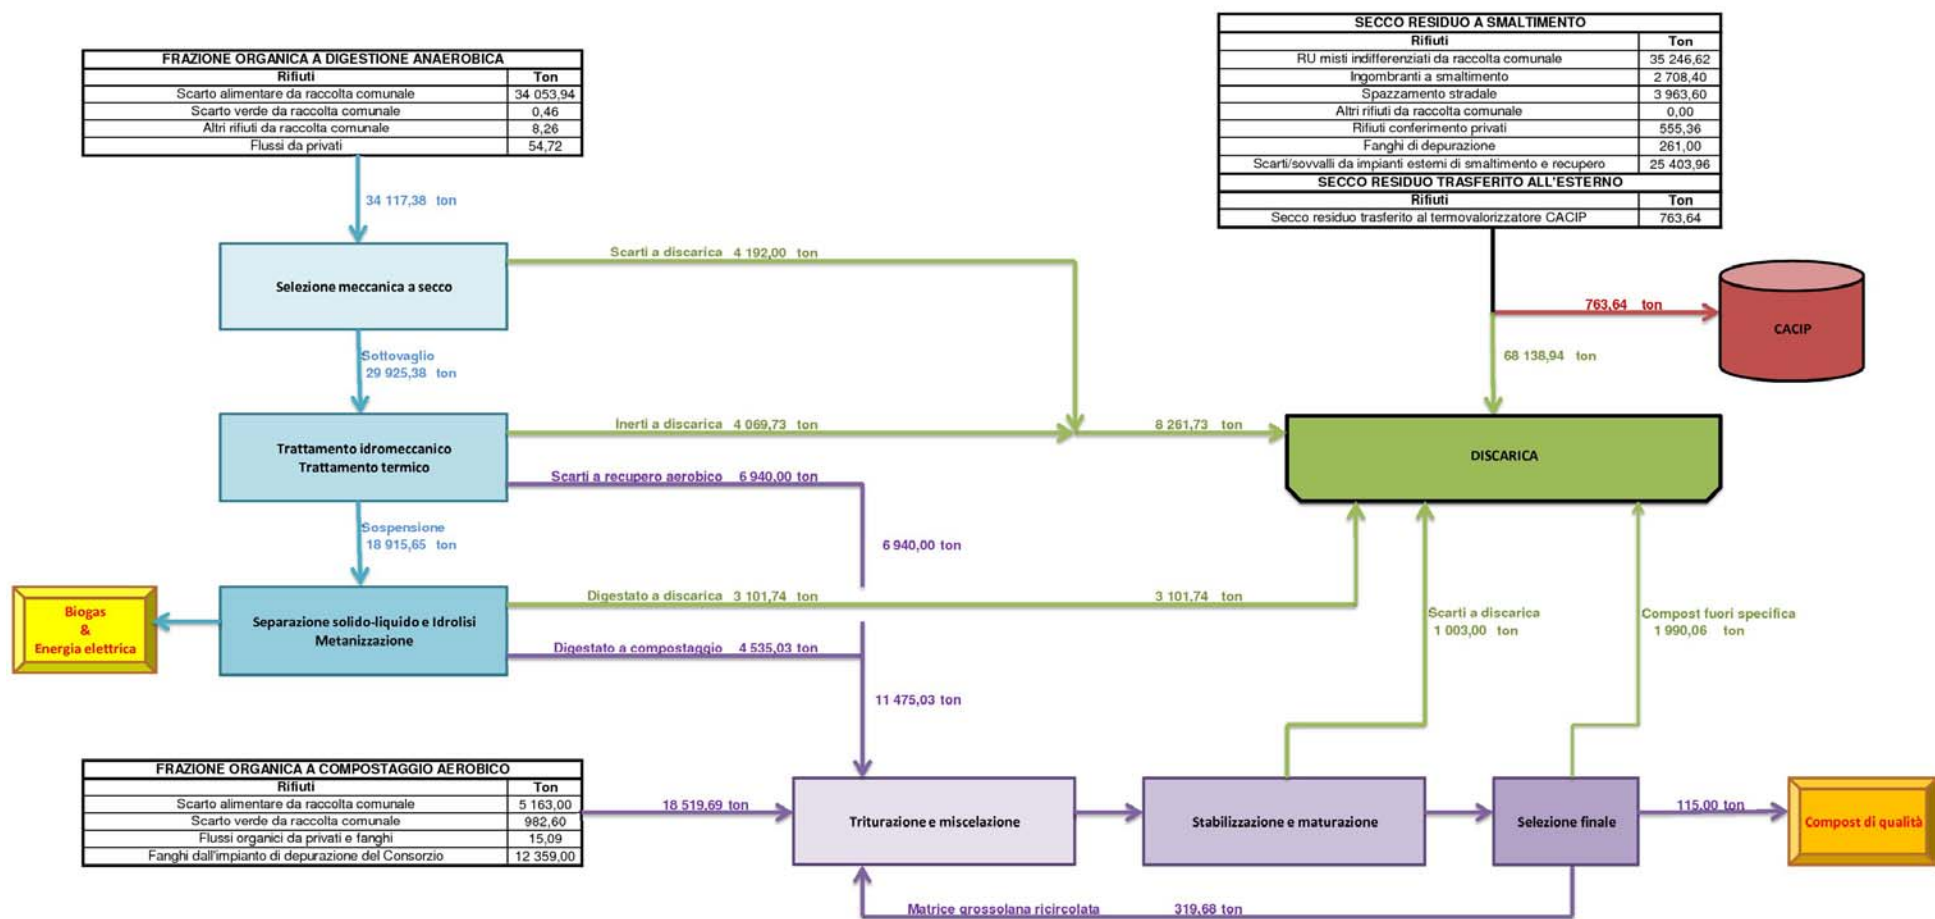 FRAZIONE ORGANICA A DIGESTIONE ANAEROBICA
Rifiuti Ton
Scarto alimentare da raccolta comunale 34 053,94
Scarto verde da raccolta comunale 0,46
Altri rifiuti da raccolta comunale 8,26
Flussi da privati 54,72
SECCO RESIDUO A SMALTIMENTO
Rifiuti Ton
RU misti indifferenziati da raccolta comunale 35 246,62
Ingombranti a smaltimento 2 708,40
Spazzamento stradale 3 963,60
Altri rifiuti da raccolta comunale 0,00
Rifiuti conferimento privati 555,36
Fanghi di depurazione 261,00
Scarti/sovvalli da impianti esterni di smaltimento e recupero 25 403,96
SECCO RESIDUO TRASFERITO ALL'ESTERNO
Rifiuti Ton
Secco residuo trasferito al termovalorizzatore CACIP 763,64
34 117,38 ton
Selezione meccanica a secco
Scarti a discarica 4 192,00 ton
763,64 ton
CACIP
68 138,94 ton
Sottovaglio
29 925,38 ton
Trattamento idromeccanico
Trattamento termico
Inerti a discarica 4 069,73 ton
8 261,73 ton
DISCARICA
Scarti a recupero aerobico 6 940,00 ton
Sospensione
18 915,65 ton
6 940,00 ton
Biogas
&
Energia elettrica
Separazione solido-liquido e Idrolisi
Metanizzazione
Digestato a discarica 3 101,74 ton
3 101,74 ton
Scarti a discarica
1 003,00 ton
Compost fuori specifica
1 990,06 ton
Digestato a compostaggio 4 535,03 ton
11 475,03 ton
FRAZIONE ORGANICA A COMPOSTAGGIO AEROBICO
Rifiuti Ton
Scarto alimentare da raccolta comunale 5 163,00
Scarto verde da raccolta comunale 982,60
Flussi organici da privati e fanghi 15,09
Fanghi dall'impianto di depurazione del Consorzio 12 359,00
18 519,69 ton
Triturazione e miscelazione
Stabilizzazione e maturazione
Selezione finale
115,00 ton
Compost di qualità
Matrice grossolana ricircolata 319,68 ton